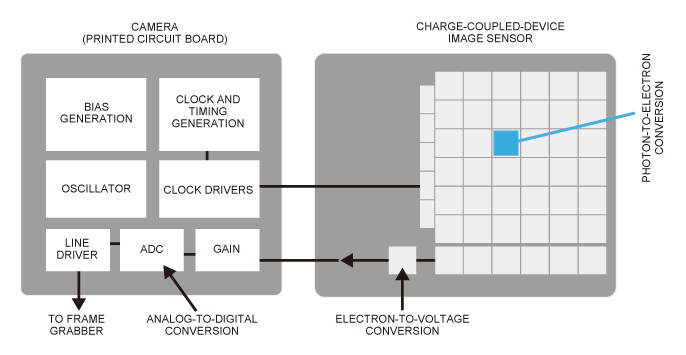 CAMERA
(PRINTED CIRCUIT BOARD)
CHARGE-COUPLED-DEVICE
IMAGE SENSOR
BIAS
GENERATION
CLOCK AND
TIMING
GENERATION
PHOTON-TO-ELECTRON
CONVERSION
OSCILLATOR
CLOCK DRIVERS
LINE
DRIVER
ADC
GAIN
TO FRAME
GRABBER
ANALOG-TO-DIGITAL
CONVERSION
ELECTRON-TO-VOLTAGE
CONVERSION